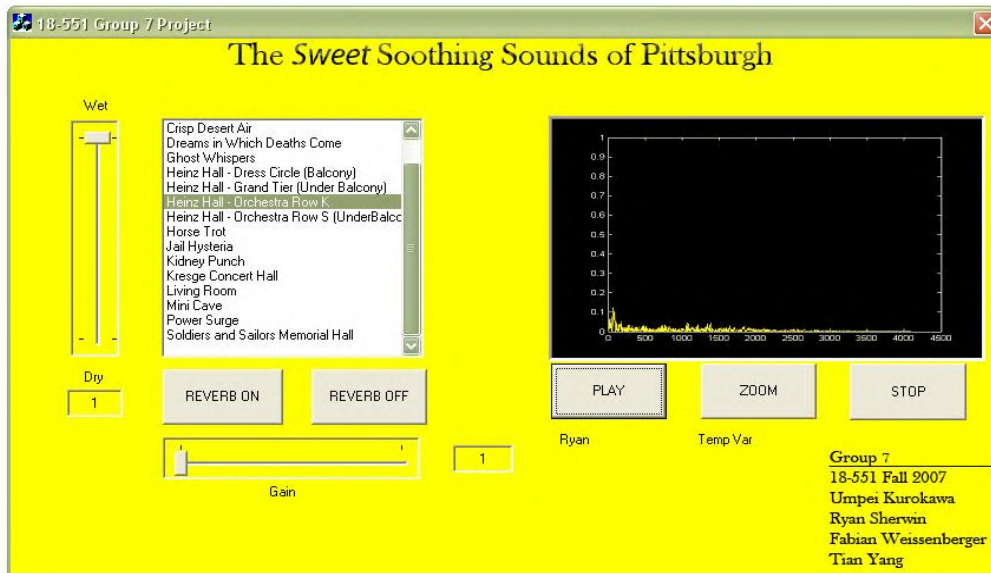 18-551 Group 7 Project
The Sweet Soothing Sounds of Pittsburgh
Wet
Crisp Desert Air
Dreams in Which Deaths Come
Ghost Whispers
Heinz Hall - Dress Circle (Balcony)
Heinz Hall - Grand Tier (Under Balcony)
Heinz Hall - Orchestra Row K
Heinz Hall - Orchestra Row S (UnderBalcc
Horse Trot
Jail Hysteria
Kidney Punch
Kresge Concert Hall
Living Room
Mini Cave
Power Surge
Soldiers and Sailors Memorial Hall
Dry
1
REVERB ON
REVERB OFF
Gain
1
1
0.9
0.8
0.7
0.6
0.5
0.4
0.3
0.2
0.1
0
0 500 1000 1500 2000 2500 3000 3500 4000 4500
PLAY
ZOOM
STOP
Ryan
Temp Var
Group 7
18-551 Fall 2007
Umpei Kurokawa
Ryan Sherwin
Fabian Weissenberger
Tian Yang